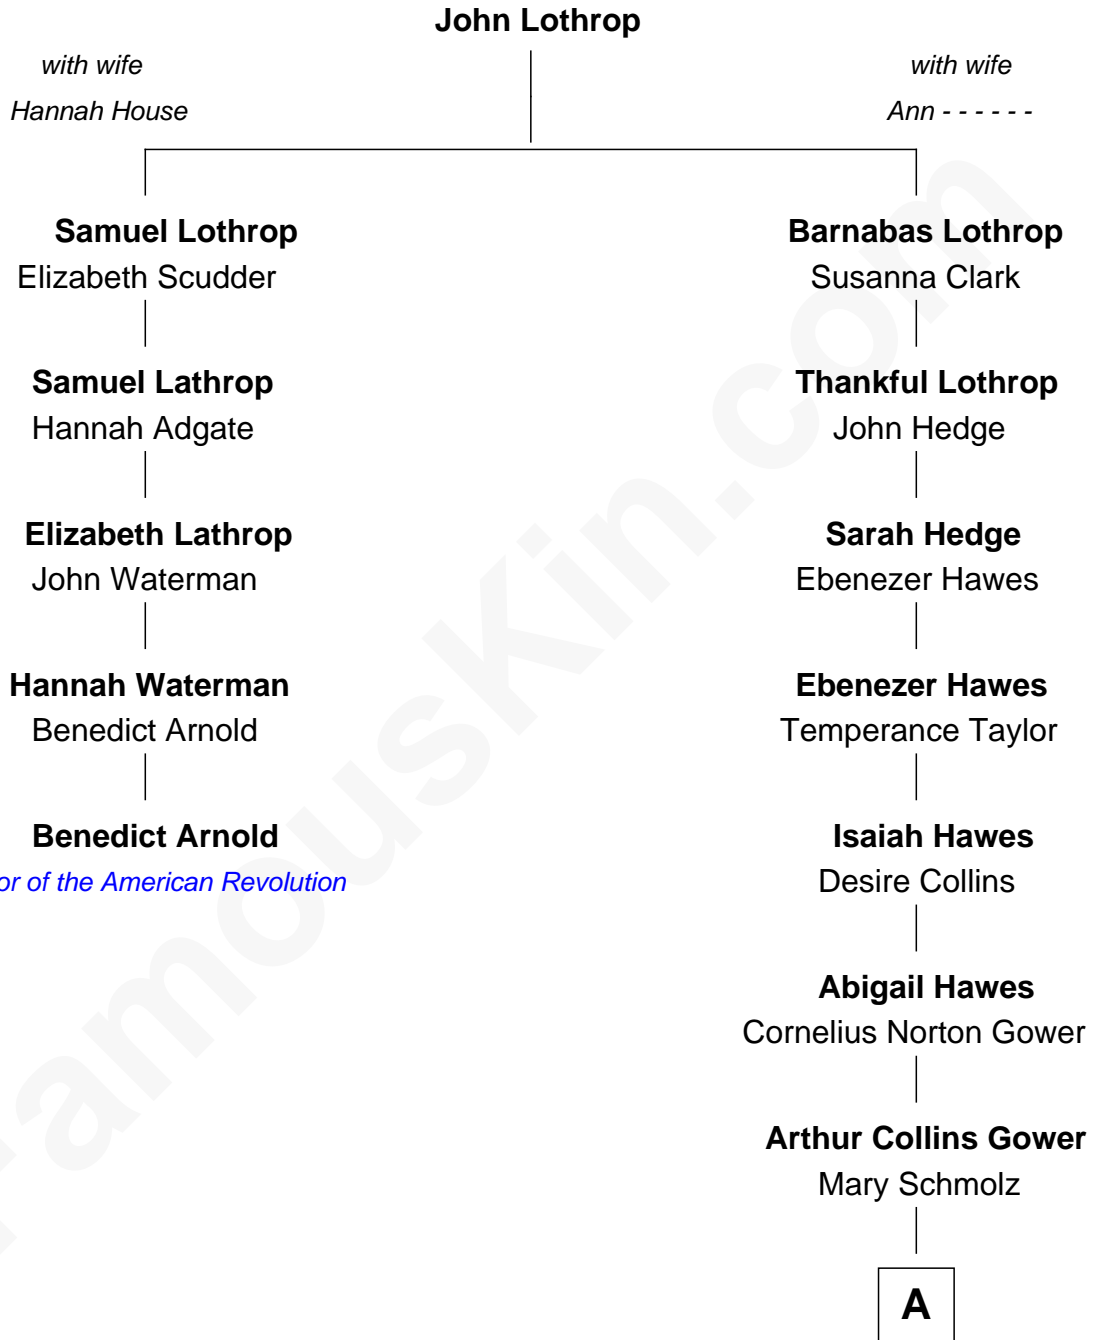 John Lothrop
with wife
Hannah House
with wife
Ann - - - - - -
Samuel Lothrop
Elizabeth Scudder
Barnabas Lothrop
Susanna Clark
Samuel Lathrop
Hannah Adgate
Thankful Lothrop
John Hedge
Elizabeth Lathrop
John Waterman
Sarah Hedge
Ebenezer Hawes
Hannah Waterman
Benedict Arnold
Ebenezer Hawes
Temperance Taylor
Benedict Arnold
or of the American Revolution
Isaiah Hawes
Desire Collins
Abigail Hawes
Cornelius Norton Gower
Arthur Collins Gower
Mary Schmolz
A
FamousKin.com